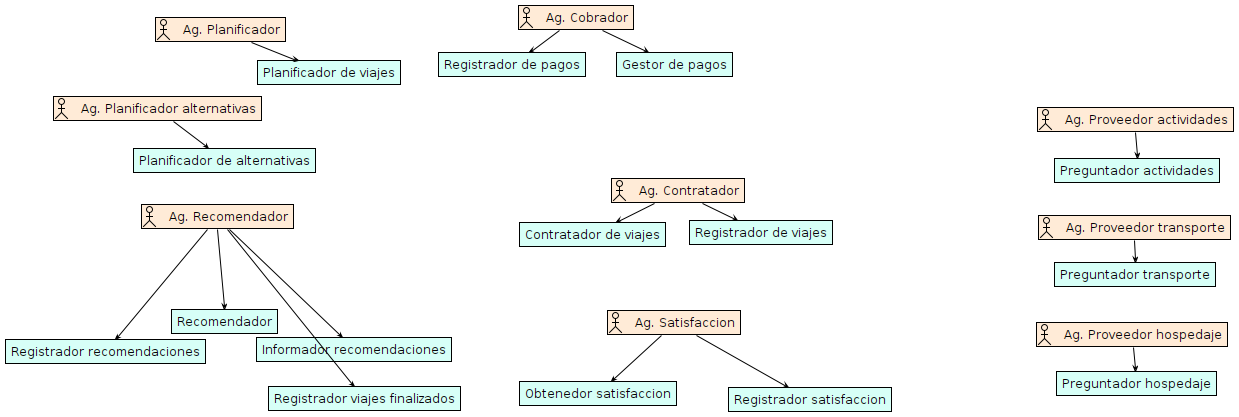 Ag. Planificador
Planificador de viajes
Ag. Planificador alternativas
Planificador de alternativas
Ag. Recomendador
Recomendador
Registrador recomendaciones
Informador recomendaciones
Registrador viajes finalizados
Ag. Cobrador
Registrador de pagos
Gestor de pagos
Ag. Contratador
Contratador de viajes
Registrador de viajes
Ag. Satisfaccion
Obtenedor satisfaccion
Registrador satisfaccion
Ag. Proveedor actividades
Preguntador actividades
Ag. Proveedor transporte
Preguntador transporte
Ag. Proveedor hospedaje
Preguntador hospedaje